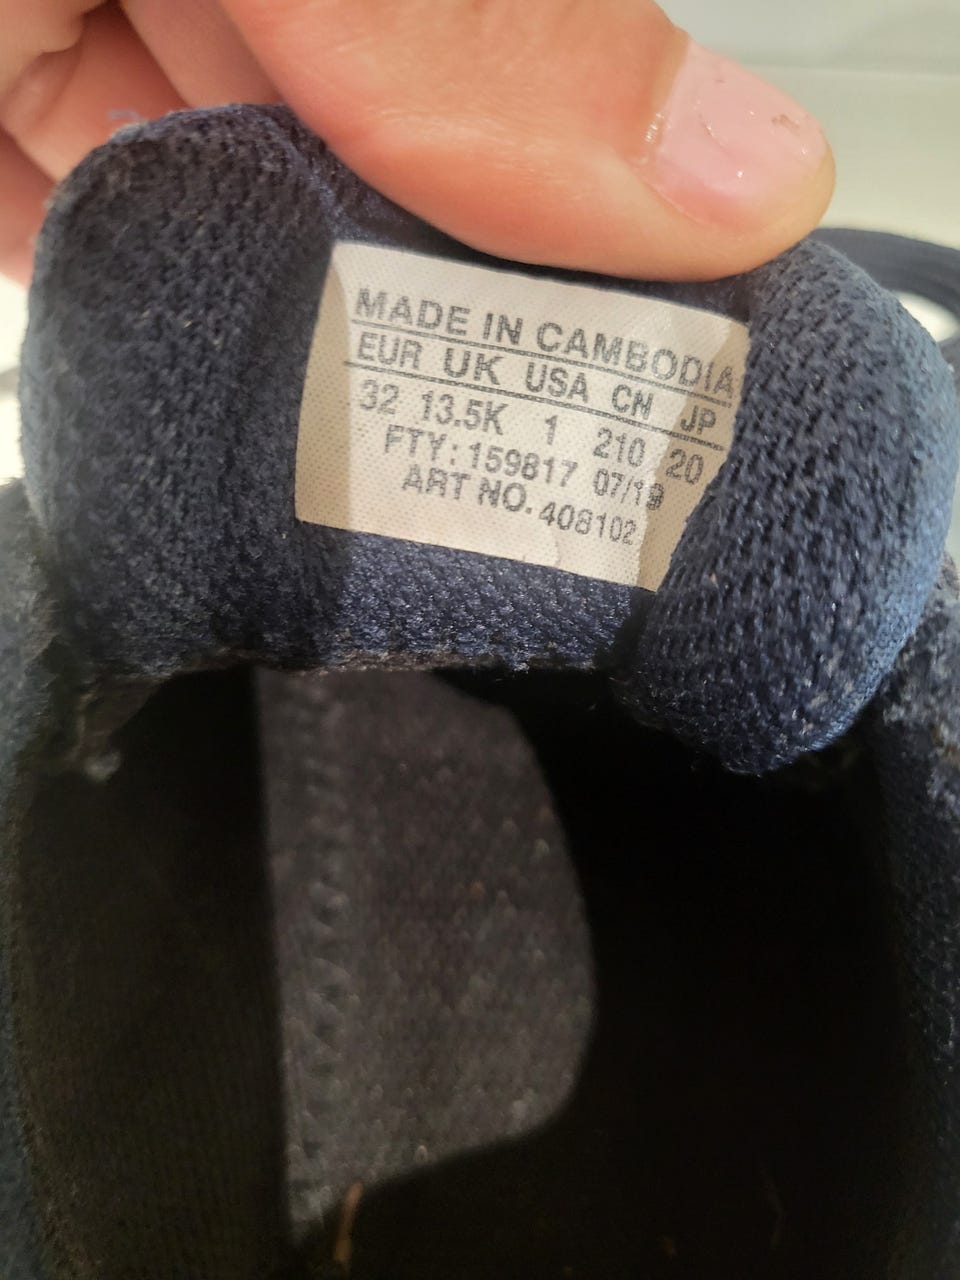 MADE IN CAMBODIA
EUR UK USA CN JP
32 13.5K 1 210 20
FTY: 159817 07/19
ART NO. 408102